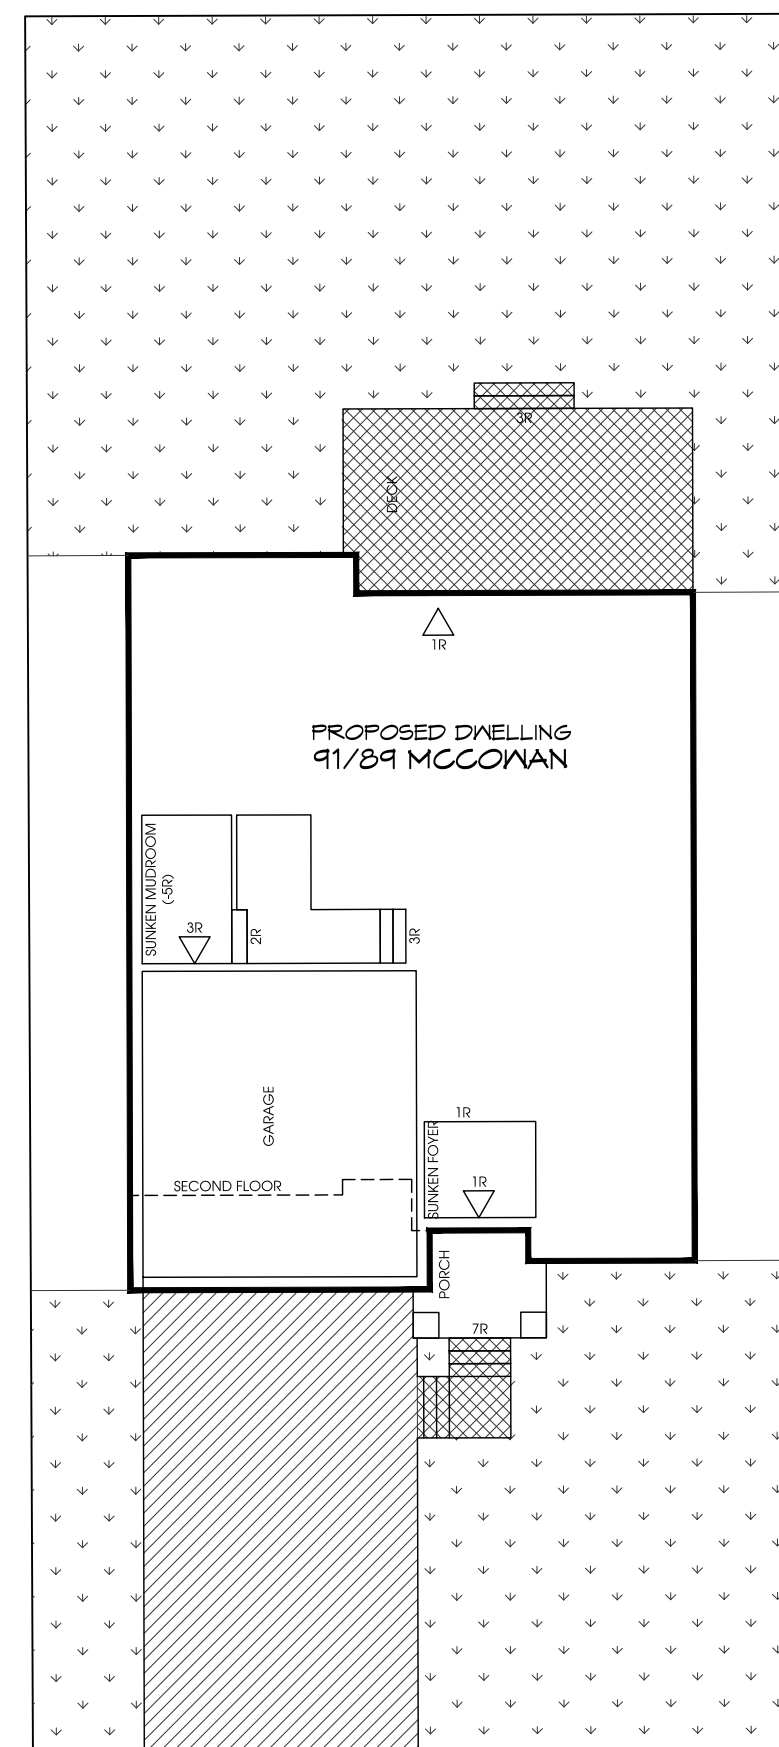 3R
DECK
1R
PROPOSED DWELLING
91/89 MCCOWAN
SUNKEN MUDROOM
(-5R)
3R
2R
3R
GARAGE
1R
SUNKEN FOYER
1R
SECOND FLOOR
PORCH
7R